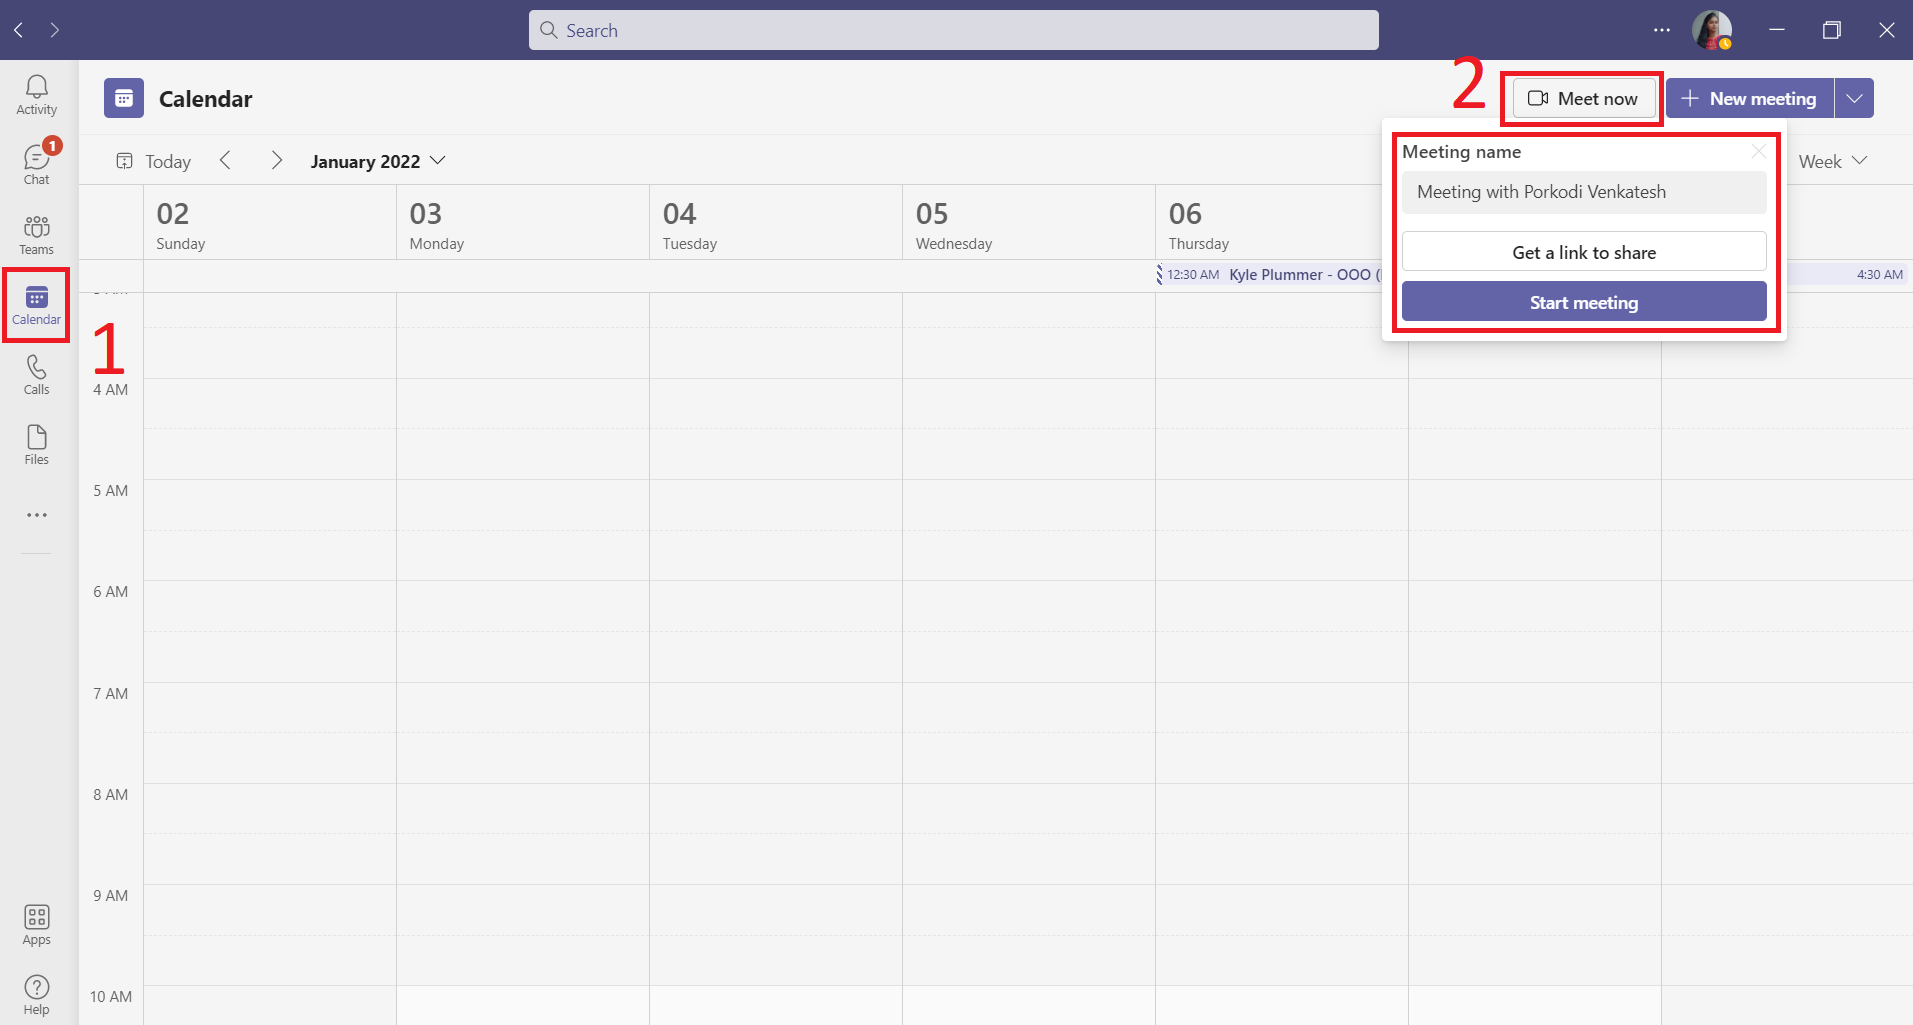 Search
Activity
1
Chat
Teams
Calendar
Calls
Files
Apps
Help
1
Calendar
2
Meet now
New meeting
Today
January 2022
Week
02
Sunday
03
Monday
04
Tuesday
05
Wednesday
06
Thursday
12:30 AM Kyle Plummer - OOO (
4:30 AM
Meeting name
Meeting with Porkodi Venkatesh
Get a link to share
Start meeting
4 AM
5 AM
6 AM
7 AM
8 AM
9 AM
10 AM